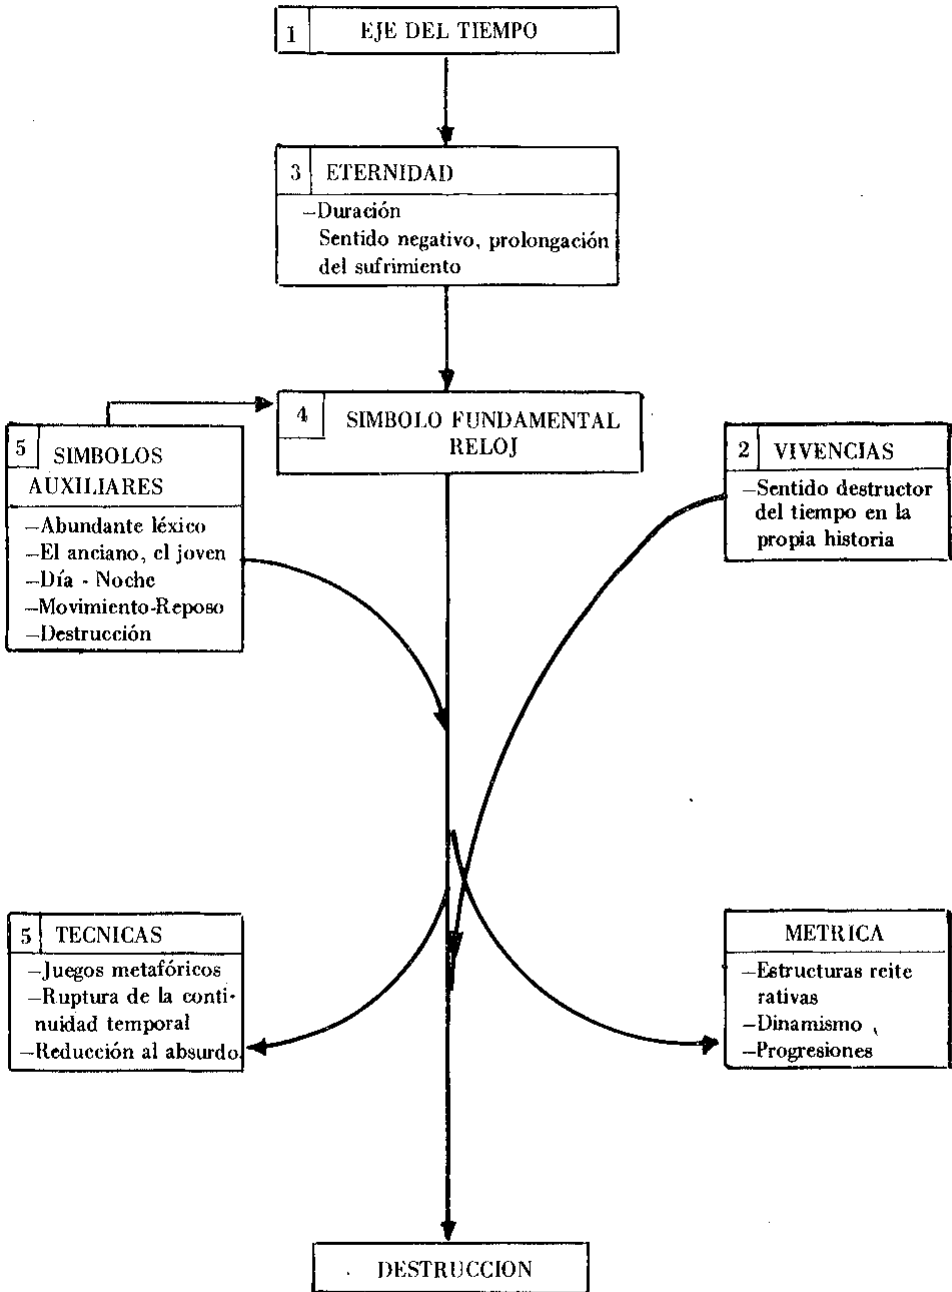 1 EJE DEL TIEMPO
3 ETERNIDAD
–Duración
Sentido negativo, prolongación
del sufrimiento
4 SIMBOLO FUNDAMENTAL
RELOJ
5 SIMBOLOS
AUXILIARES
–Abundante léxico
–El anciano, el joven
–Día - Noche
–Movimiento-Reposo
–Destrucción
2 VIVENCIAS
–Sentido destructor
del tiempo en la
propia historia
5 TECNICAS
–Juegos metafóricos
–Ruptura de la conti-
nuidad temporal
–Reducción al absurdo.
METRICA
–Estructuras reite
rativas
–Dinamismo
–Progresiones
DESTRUCCION